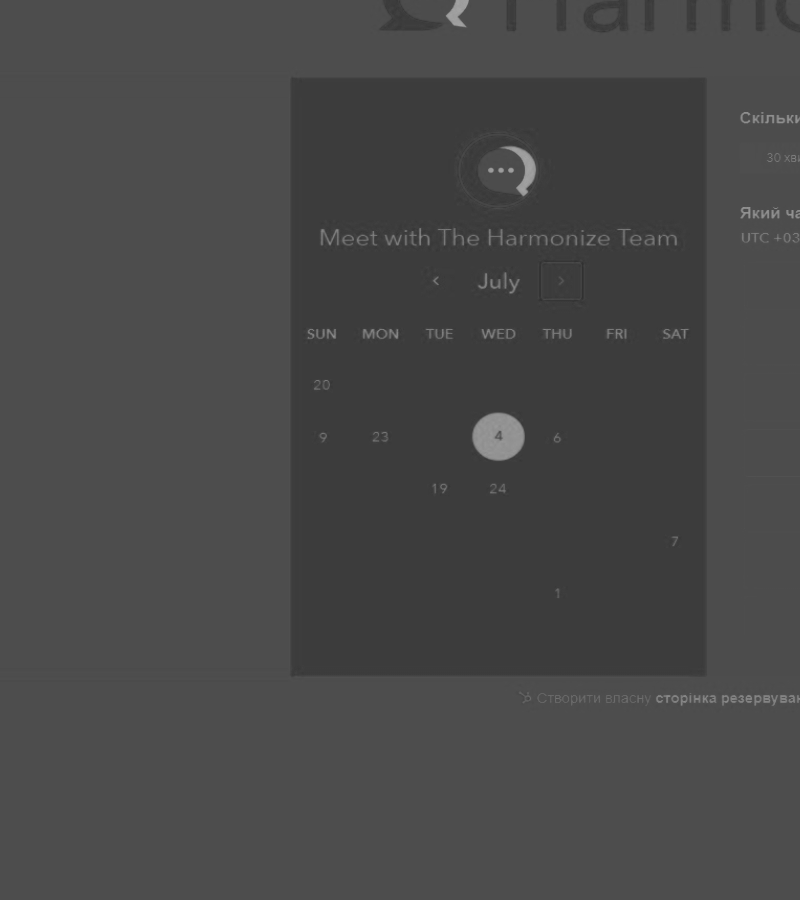 Harmo
Скільки
30 хви
Meet with The Harmonize Team
Який ча
UTC +03
July
SUN MON TUE WED THU FRI SAT
20
9 23 4 6
19 24
7
1
Створити власну сторінка резервуван